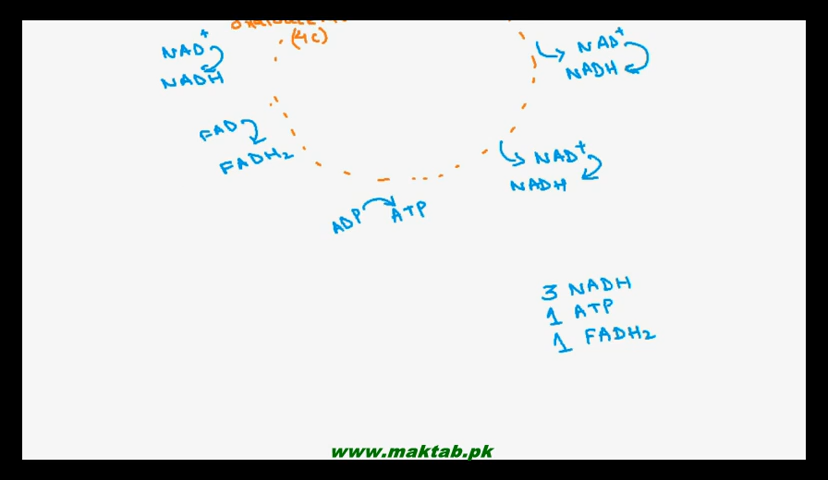 (4c)
NAD+
NADH
NAD+
NADH
FAD
FADH2
NAD+
NADH
ADP
ATP
3 NADH
1 ATP
1 FADH2
www.maktab.pk